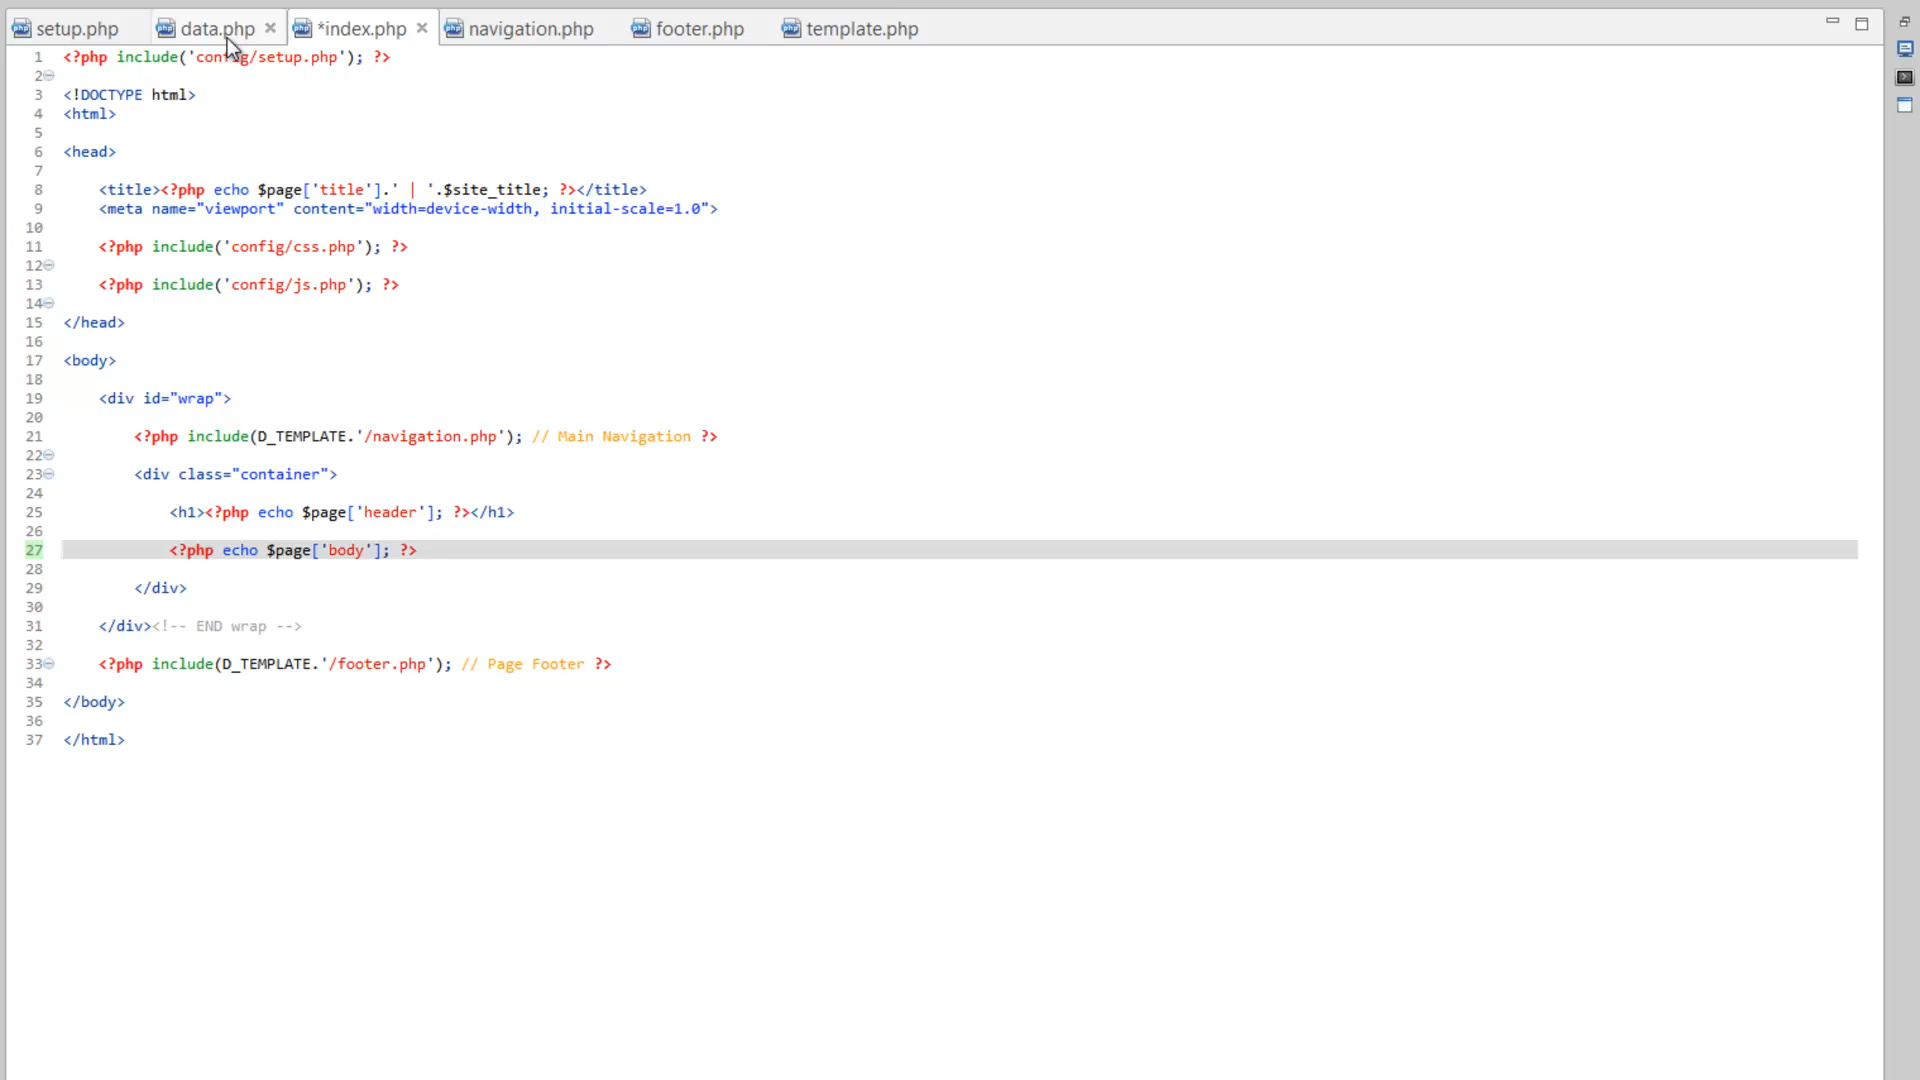 setup.php data.php *index.php navigation.php footer.php template.php
1 <?php include('config/setup.php'); ?>
2
3 <!DOCTYPE html>
4 <html>
5
6 <head>
7
8 <title><?php echo $page['title'].' | '.$site_title; ?></title>
9 <meta name="viewport" content="width=device-width, initial-scale=1.0">
10
11 <?php include('config/css.php'); ?>
12
13 <?php include('config/js.php'); ?>
14
15 </head>
16
17 <body>
18
19 <div id="wrap">
20
21 <?php include(D_TEMPLATE.'/navigation.php'); // Main Navigation ?>
22
23 <div class="container">
24
25 <h1><?php echo $page['header']; ?></h1>
26
27 <?php echo $page['body']; ?>
28
29 </div>
30
31 </div><!-- END wrap -->
32
33 <?php include(D_TEMPLATE.'/footer.php'); // Page Footer ?>
34
35 </body>
36
37 </html>